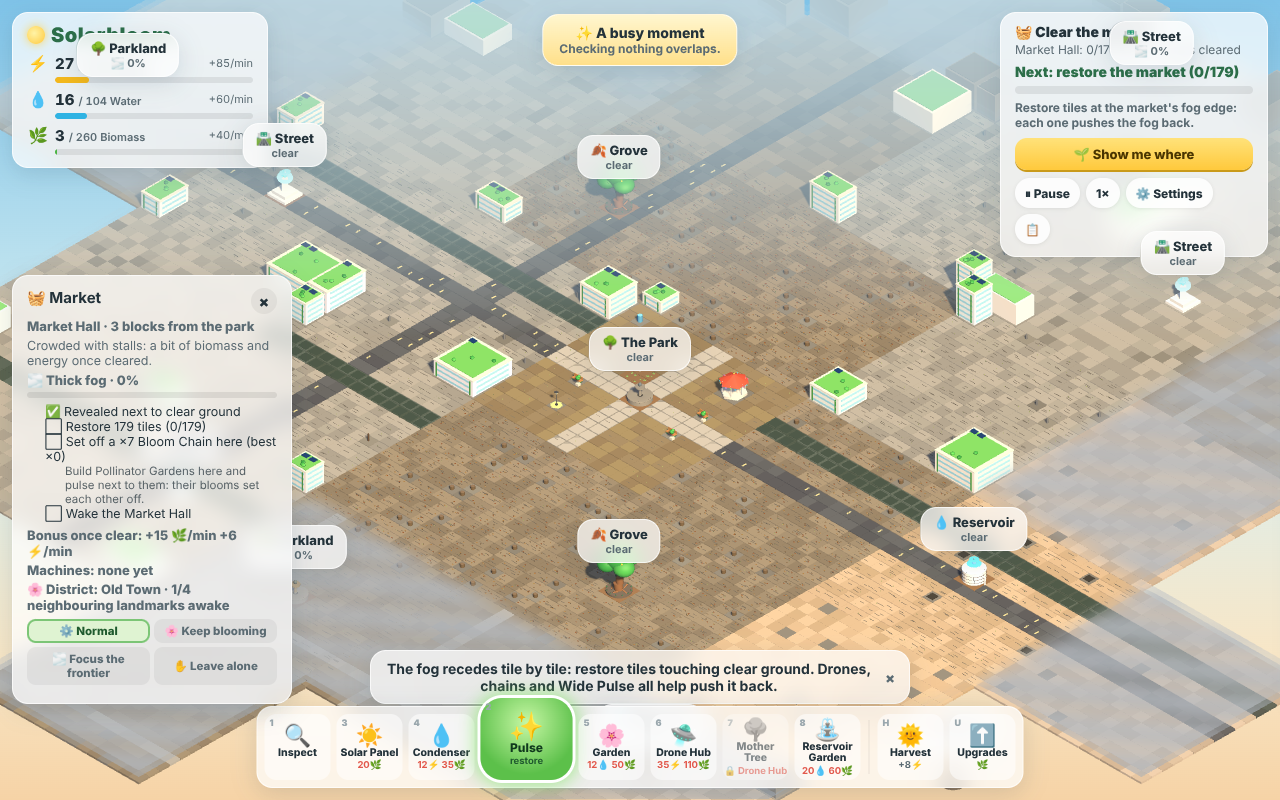 ✨ A busy moment
Checking nothing overlaps.
🌳 Parkland
🌫️ 0%
⚡ 27
+85/min
💧 16 / 104 Water
+60/min
🌿 3 / 260 Biomass
🛣️ Street
clear
🧺 Clear the
🛣️ Street
🌫️ 0%
Market Hall: 0/17
cleared
Next: restore the market (0/179)
Restore tiles at the market's fog edge:
each one pushes the fog back.
🌱 Show me where
⏸ Pause
1×
⚙️ Settings
📋
🛣️ Street
clear
🍂 Grove
clear
🌳 The Park
clear
🍂 Grove
clear
💧 Reservoir
clear
rkland
0%
🧺 Market
✖
Market Hall · 3 blocks from the park
Crowded with stalls: a bit of biomass and
energy once cleared.
🌫️ Thick fog · 0%
✅ Revealed next to clear ground
⬜ Restore 179 tiles (0/179)
⬜ Set off a ×7 Bloom Chain here (best
×0)
Build Pollinator Gardens here and
pulse next to them: their blooms set
each other off.
⬜ Wake the Market Hall
Bonus once clear: +15 🌿/min +6
⚡/min
Machines: none yet
🌸 District: Old Town · 1/4
neighbouring landmarks awake
⚙️ Normal
🌸 Keep blooming
🌫️ Focus the
frontier
✋ Leave alone
The fog recedes tile by tile: restore tiles touching clear ground. Drones,
chains and Wide Pulse all help push it back.
✖
1 🔍 Inspect
3 ☀️ Solar Panel
20🌿
4 💧 Condenser
12⚡ 35🌿
✨ Pulse
restore
5 🌸 Garden
12💧 50🌿
6 🛸 Drone Hub
35⚡ 110🌿
7 🌳 Mother
Tree
🔒 Drone Hub
8 ⛲ Reservoir
Garden
20💧 60🌿
H 🌞 Harvest
+8⚡
U ⬆️ Upgrades
🌿